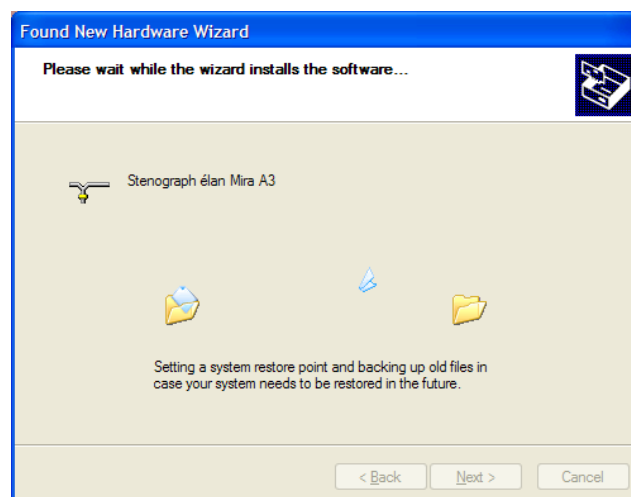 Found New Hardware Wizard
Please wait while the wizard installs the software...
Stenograph élan Mira A3
Setting a system restore point and backing up old files in
case your system needs to be restored in the future.
< Back
Next >
Cancel